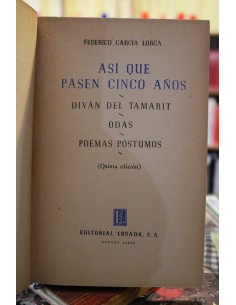 FEDERICO GARCIA LORCA
ASÍ QUE
PASEN CINCO AÑOS
DIVAN DEL TAMARIT
ODAS
POEMAS POSTUMOS
(Quinta edición)
EDITORIAL LOSADA, S. A.
BUENOS AIRES